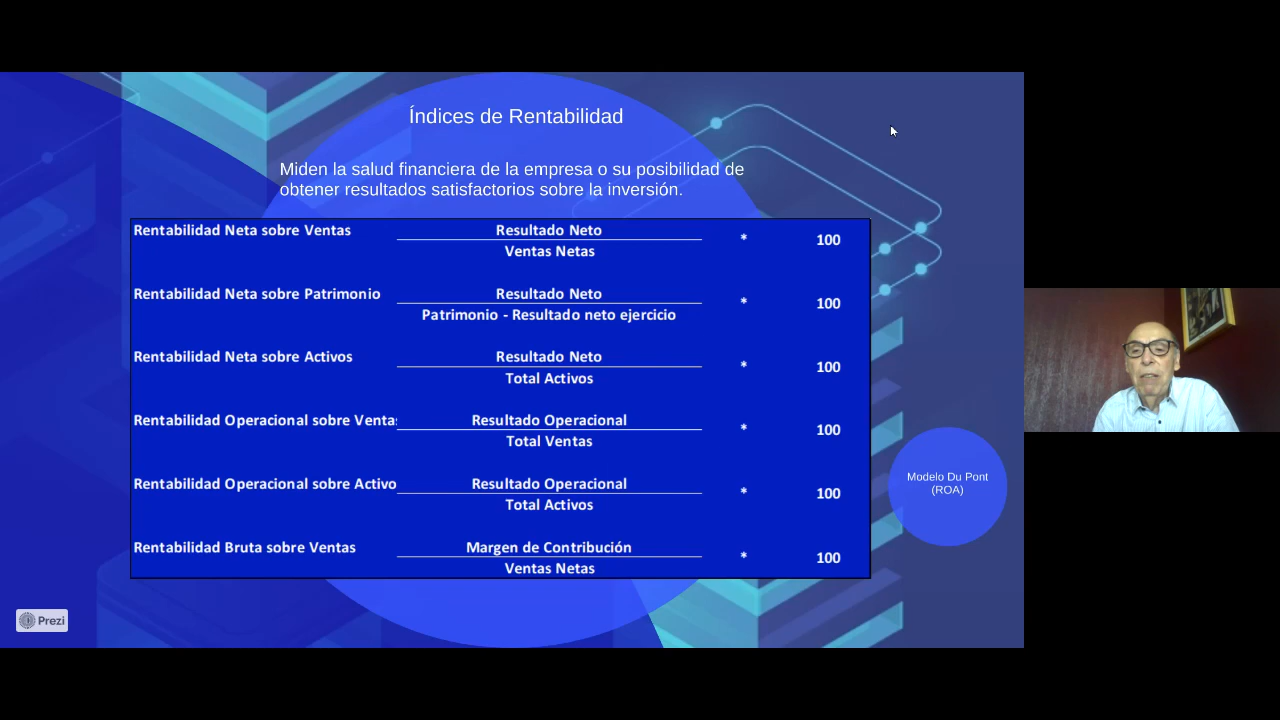 Índices de Rentabilidad
Miden la salud financiera de la empresa o su posibilidad de
obtener resultados satisfactorios sobre la inversión.
Rentabilidad Neta sobre Ventas Resultado Neto * 100
Ventas Netas
Rentabilidad Neta sobre Patrimonio Resultado Neto * 100
Patrimonio - Resultado neto ejercicio
Rentabilidad Neta sobre Activos Resultado Neto * 100
Total Activos
Rentabilidad Operacional sobre Ventas Resultado Operacional * 100
Total Ventas
Rentabilidad Operacional sobre Activo Resultado Operacional * 100
Total Activos
Rentabilidad Bruta sobre Ventas Margen de Contribución * 100
Ventas Netas
Modelo Du Pont
(ROA)
Prezi